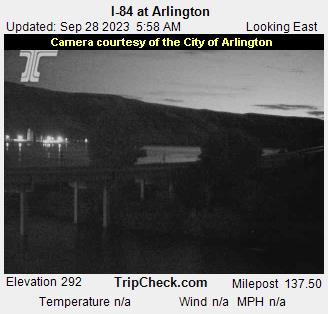 I-84 at Arlington
Updated: Sep 28 2023 5:58 AM Looking East
Camera courtesy of the City of Arlington
Elevation 292 TripCheck.com Milepost 137.50
Temperature n/a Wind n/a MPH n/a